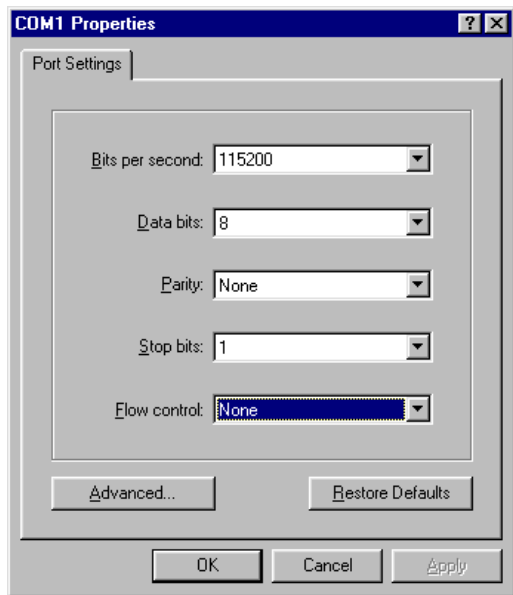 COM1 Properties
Port Settings
Bits per second: 115200
Data bits: 8
Parity: None
Stop bits: 1
Flow control: None
Advanced... Restore Defaults
OK Cancel Apply